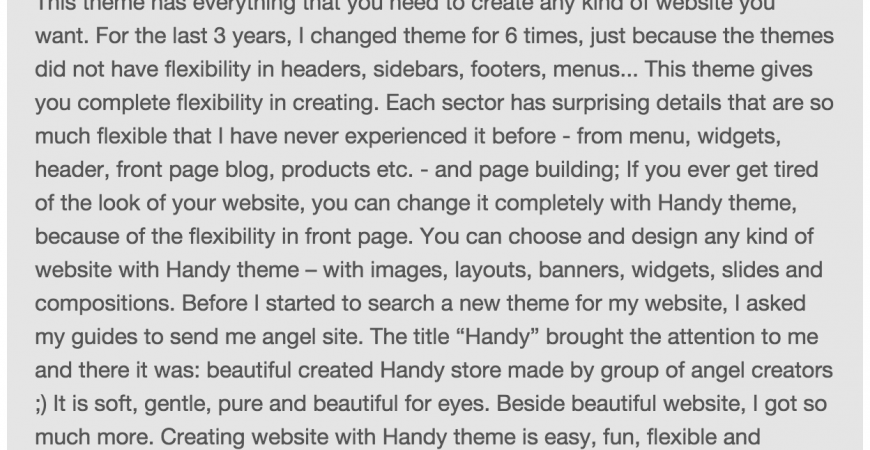 This theme has everything that you need to create any kind of website you
want. For the last 3 years, I changed theme for 6 times, just because the themes
did not have flexibility in headers, sidebars, footers, menus... This theme gives
you complete flexibility in creating. Each sector has surprising details that are so
much flexible that I have never experienced it before - from menu, widgets,
header, front page blog, products etc. - and page building; If you ever get tired
of the look of your website, you can change it completely with Handy theme,
because of the flexibility in front page. You can choose and design any kind of
website with Handy theme – with images, layouts, banners, widgets, slides and
compositions. Before I started to search a new theme for my website, I asked
my guides to send me angel site. The title “Handy” brought the attention to me
and there it was: beautiful created Handy store made by group of angel creators
;) It is soft, gentle, pure and beautiful for eyes. Beside beautiful website, I got so
much more. Creating website with Handy theme is easy, fun, flexible and